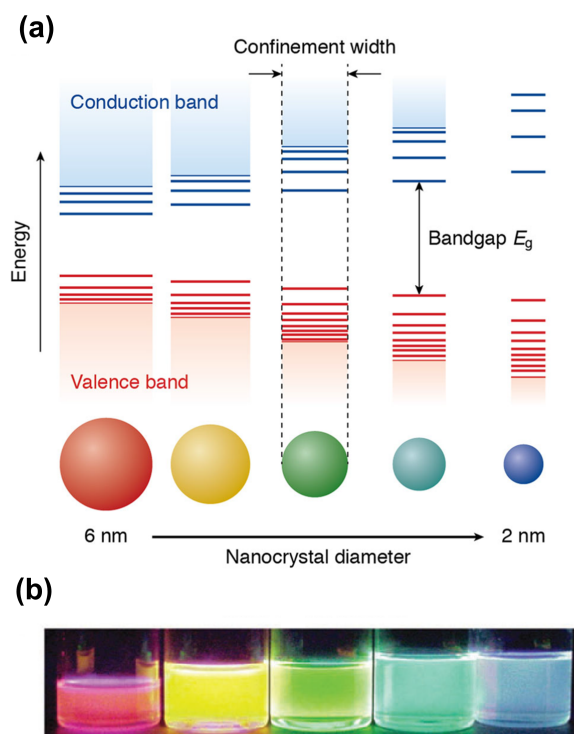 (a)
Confinement width
Conduction band
Energy
Bandgap Eg
Valence band
6 nm
2 nm
Nanocrystal diameter
(b)